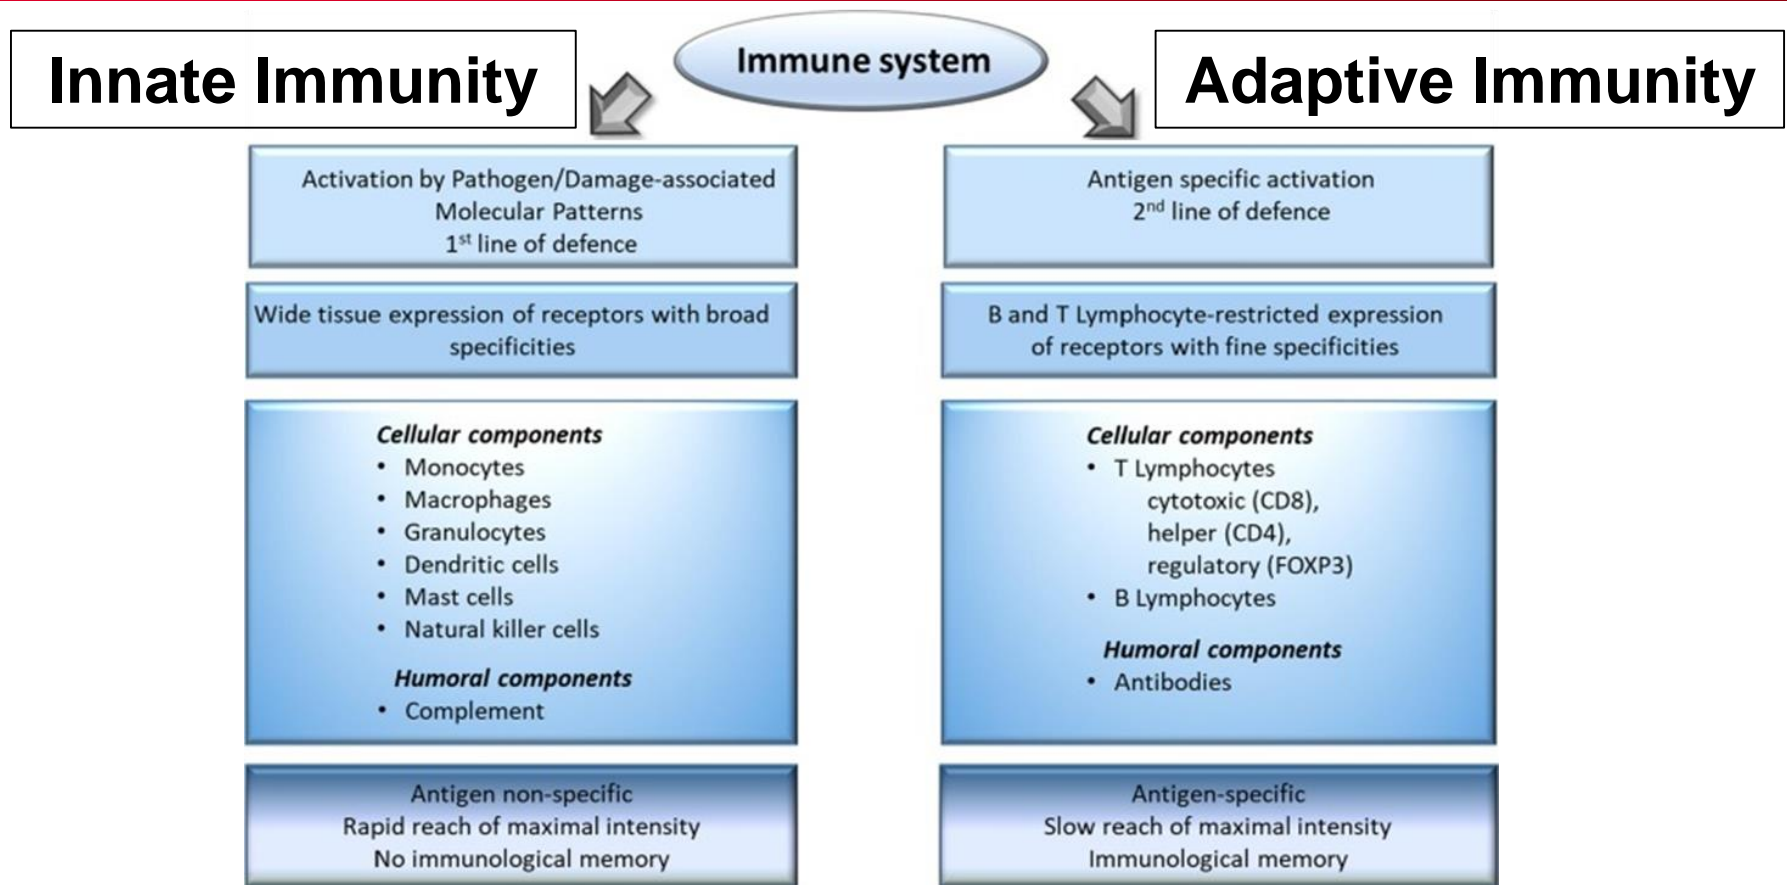 Immune system
Innate Immunity
Activation by Pathogen/Damage-associated
Molecular Patterns
1st line of defence
Wide tissue expression of receptors with broad
specificities
Cellular components
• Monocytes
• Macrophages
• Granulocytes
• Dendritic cells
• Mast cells
• Natural killer cells
Humoral components
• Complement
Antigen non-specific
Rapid reach of maximal intensity
No immunological memory
Adaptive Immunity
Antigen specific activation
2nd line of defence
B and T Lymphocyte-restricted expression
of receptors with fine specificities
Cellular components
• T Lymphocytes
cytotoxic (CD8),
helper (CD4),
regulatory (FOXP3)
• B Lymphocytes
Humoral components
• Antibodies
Antigen-specific
Slow reach of maximal intensity
Immunological memory